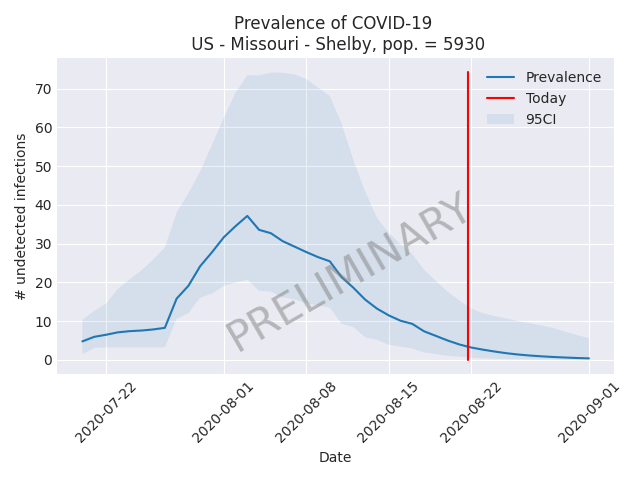 Prevalence of COVID-19
US - Missouri - Shelby, pop. = 5930
# undetected infections
70
60
50
40
30
20
10
0
Prevalence
Today
95CI
PRELIMINARY
2020-07-22
2020-08-01
2020-08-08
2020-08-15
2020-08-22
2020-09-01
Date